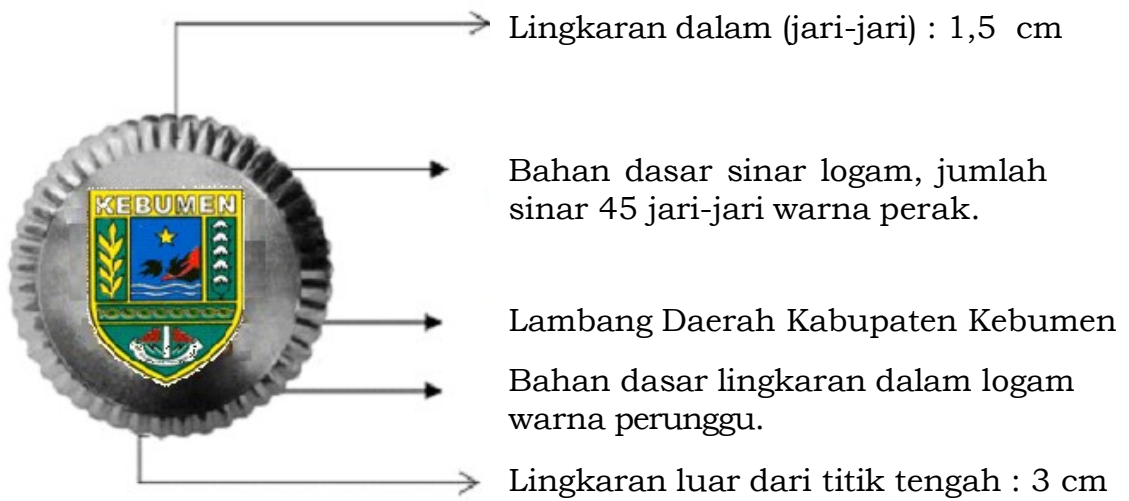 Lingkaran dalam (jari-jari) : 1,5 cm
Bahan dasar sinar logam, jumlah
sinar 45 jari-jari warna perak.
KEBUMEN
Lambang Daerah Kabupaten Kebumen
Bahan dasar lingkaran dalam logam
warna perunggu.
Lingkaran luar dari titik tengah : 3 cm